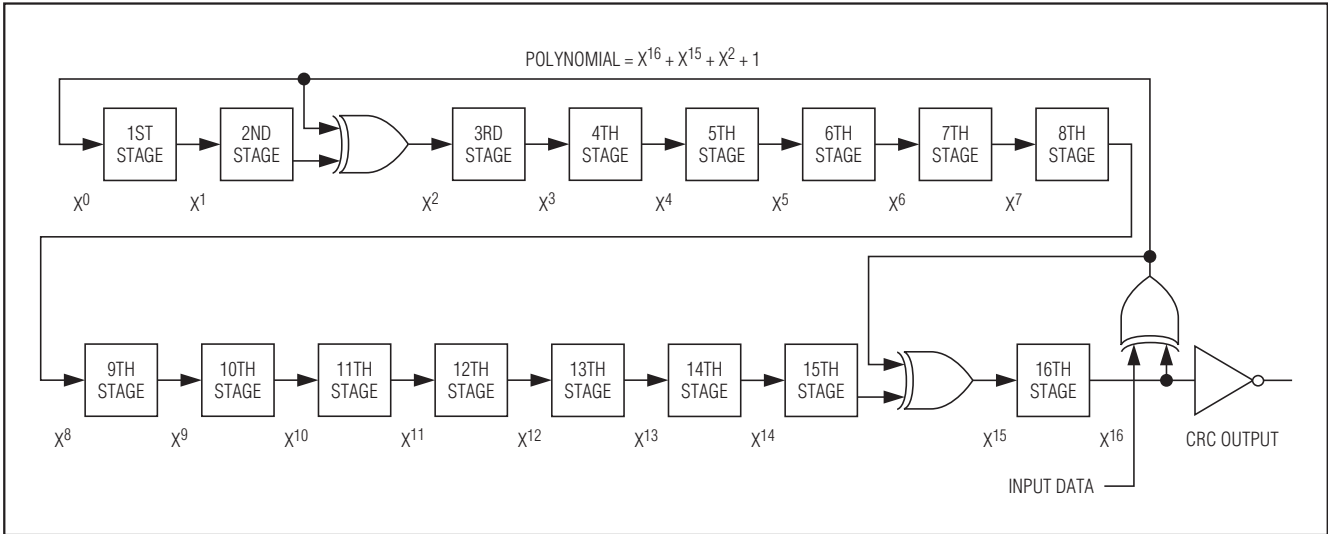 POLYNOMIAL = X¹⁶ + X¹⁵ + X² + 1
1ST
STAGE
2ND
STAGE
3RD
STAGE
4TH
STAGE
5TH
STAGE
6TH
STAGE
7TH
STAGE
8TH
STAGE
X⁰ X¹ X² X³ X⁴ X⁵ X⁶ X⁷
9TH
STAGE
10TH
STAGE
11TH
STAGE
12TH
STAGE
13TH
STAGE
14TH
STAGE
15TH
STAGE
16TH
STAGE
X⁸ X⁹ X¹⁰ X¹¹ X¹² X¹³ X¹⁴ X¹⁵ X¹⁶ CRC OUTPUT
INPUT DATA